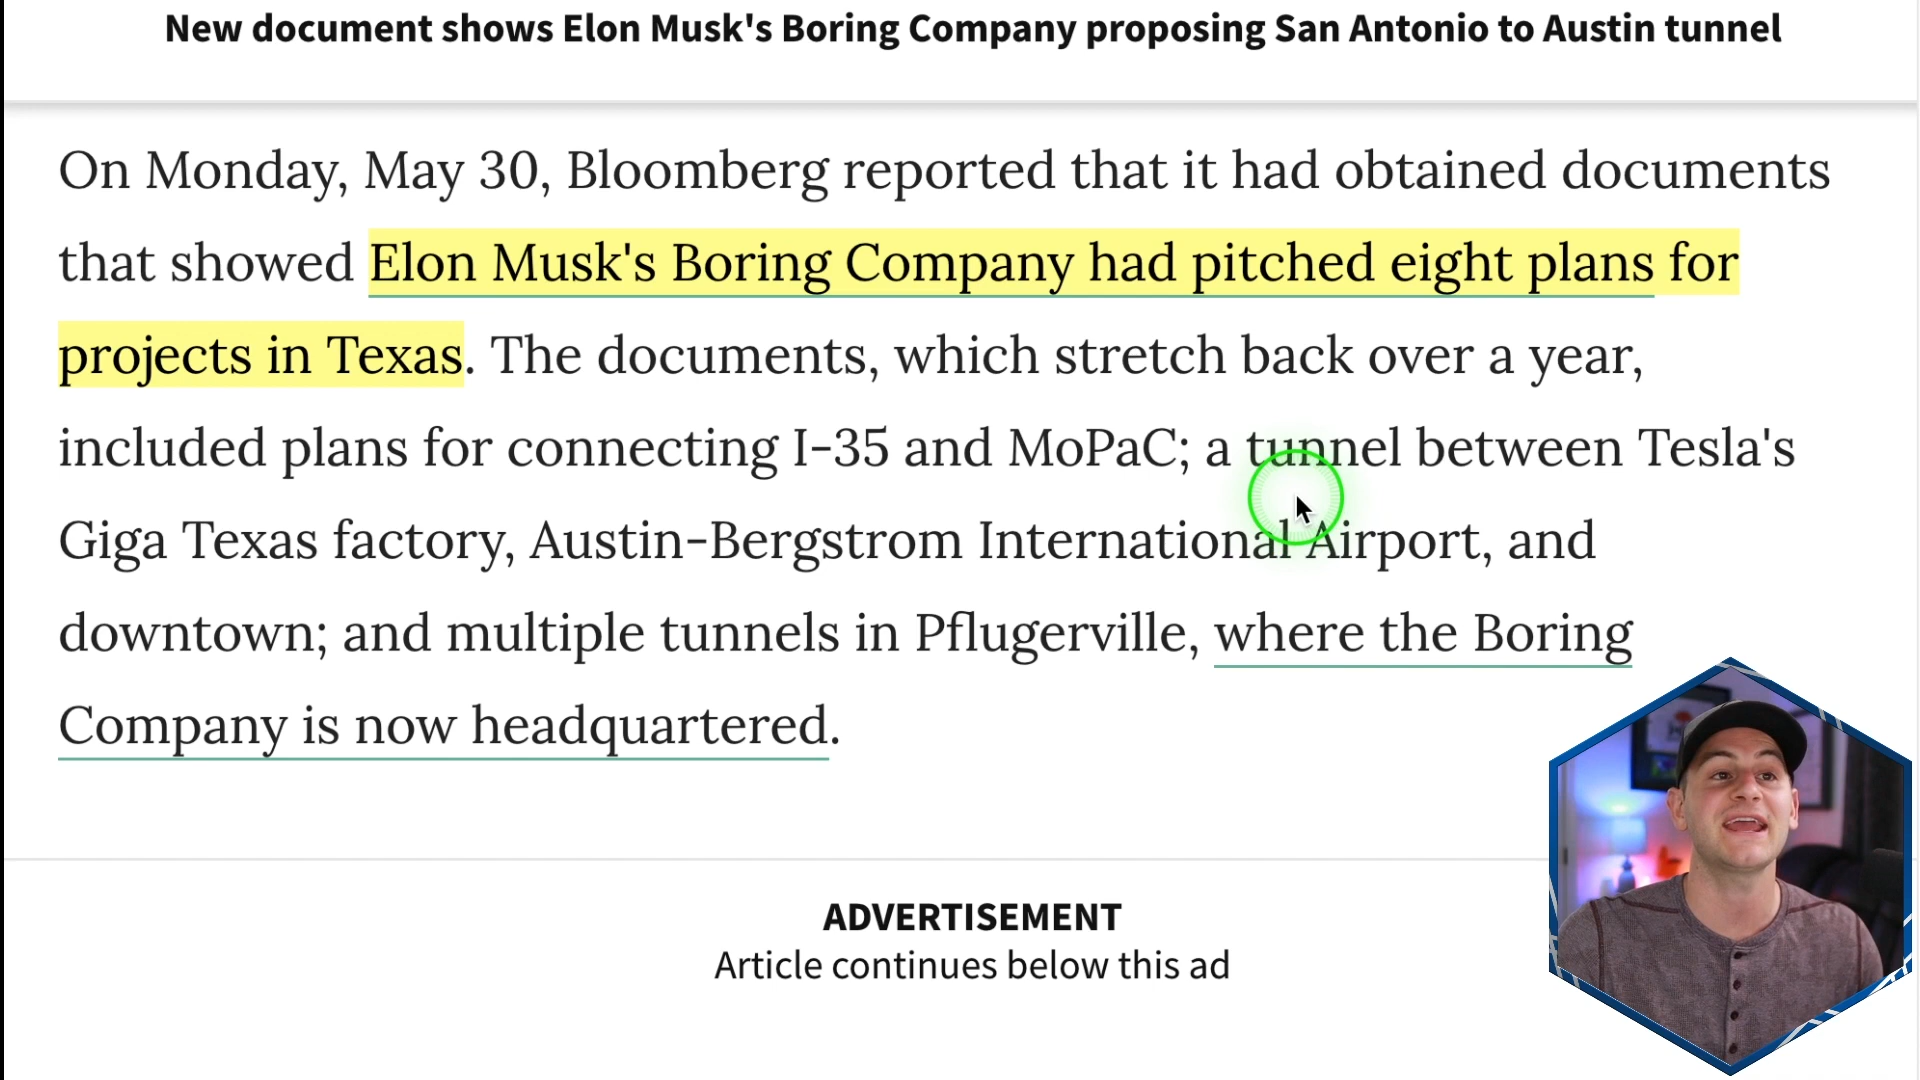 New document shows Elon Musk's Boring Company proposing San Antonio to Austin tunnel
On Monday, May 30, Bloomberg reported that it had obtained documents
that showed Elon Musk's Boring Company had pitched eight plans for
projects in Texas. The documents, which stretch back over a year,
included plans for connecting I-35 and MoPaC; a tunnel between Tesla's
Giga Texas factory, Austin-Bergstrom International Airport, and
downtown; and multiple tunnels in Pflugerville, where the Boring
Company is now headquartered.
ADVERTISEMENT
Article continues below this ad